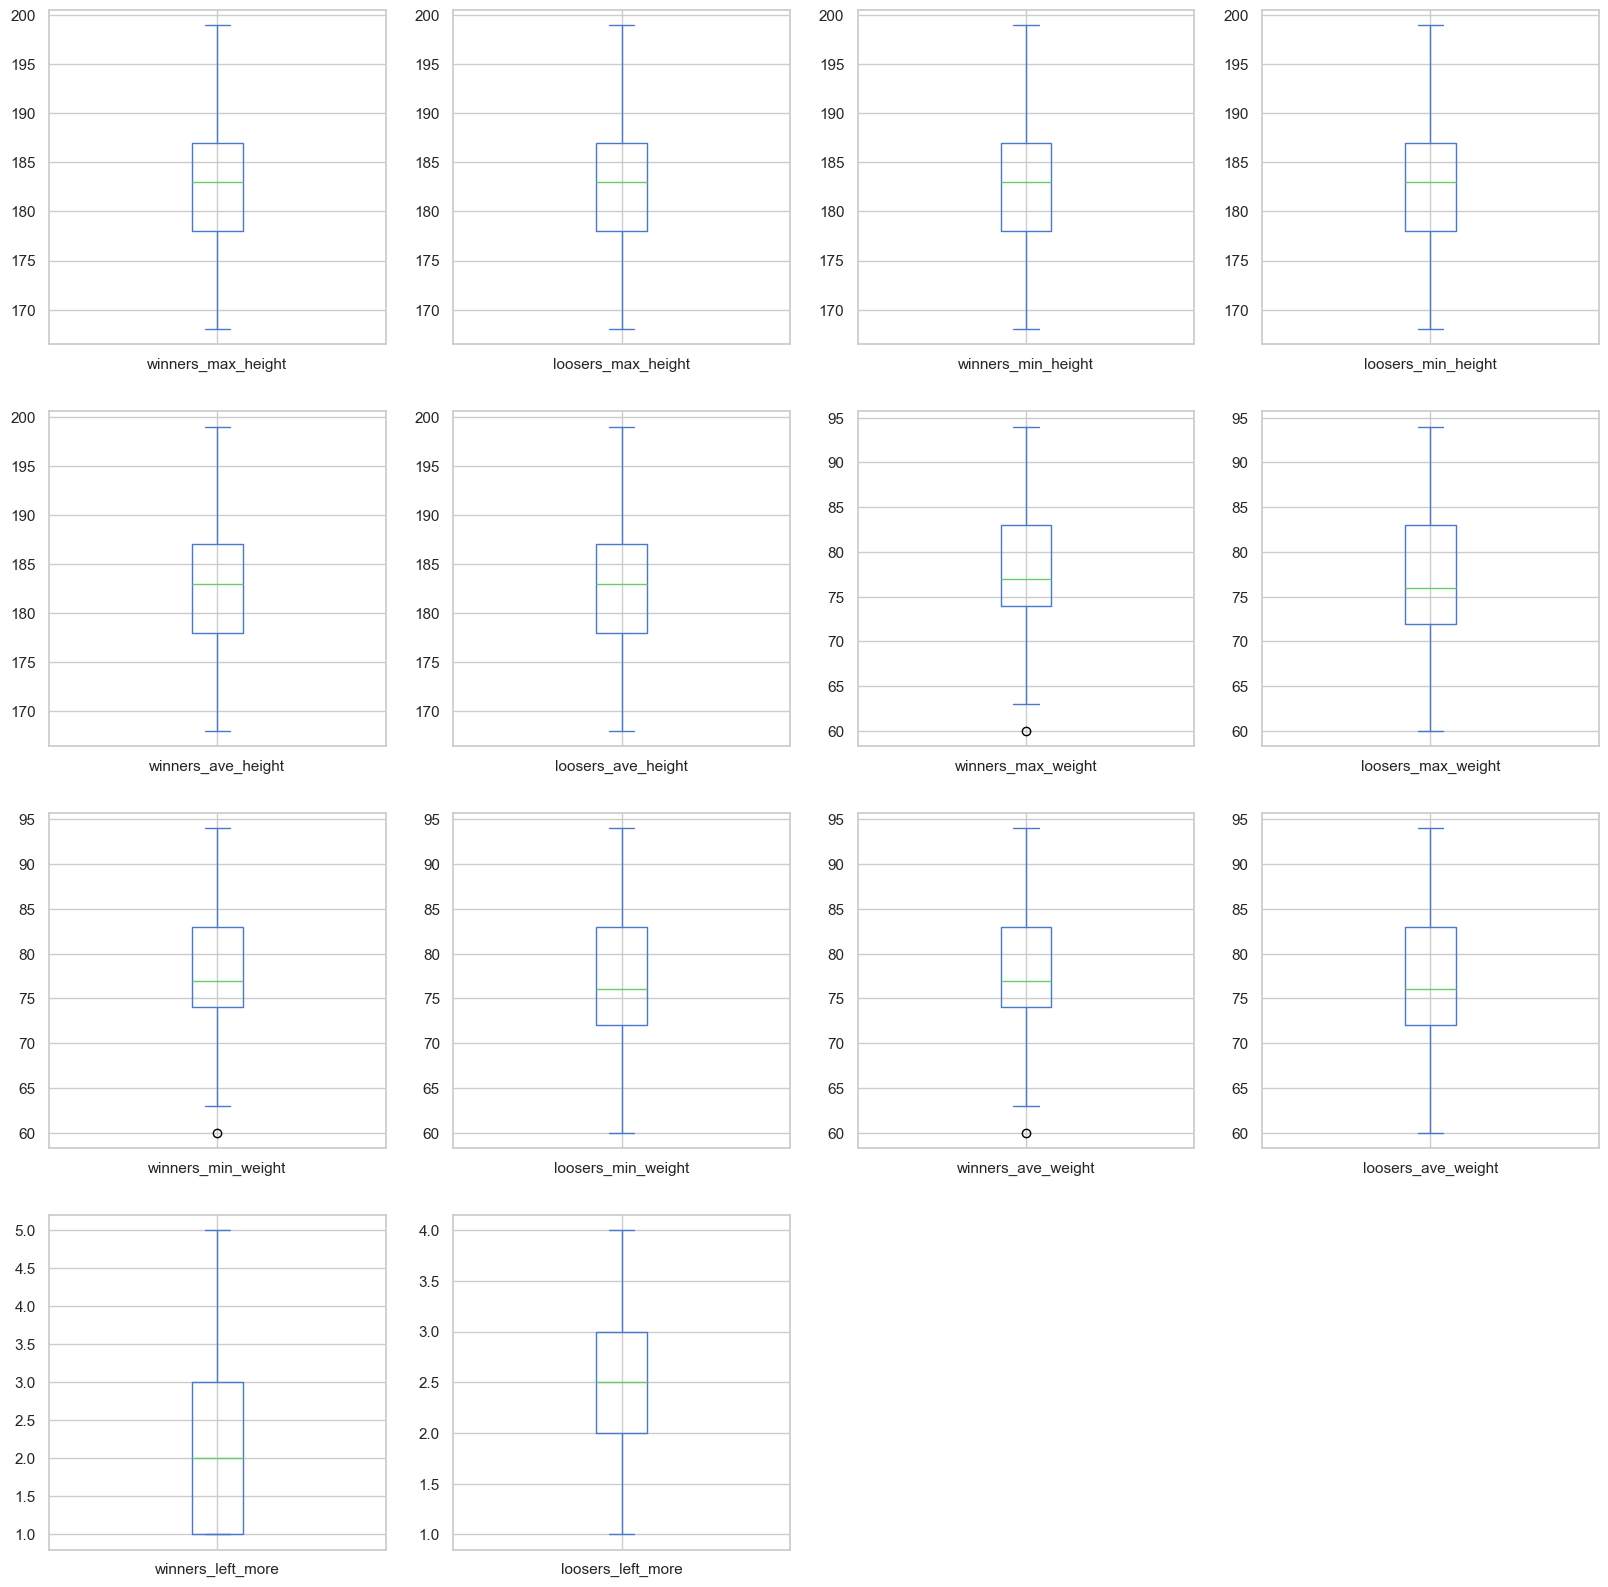 200 200 200 200
195 195 195 195
190 190 190 190
185 185 185 185
180 180 180 180
175 175 175 175
170 170 170 170
winners_max_height loosers_max_height winners_min_height loosers_min_height
200 200 95 95
195 195 90 90
190 190 85 85
185 185 80 80
180 180 75 75
175 175 70 70
170 170 65 65
60 60
winners_ave_height loosers_ave_height winners_max_weight loosers_max_weight
95 95 95 95
90 90 90 90
85 85 85 85
80 80 80 80
75 75 75 75
70 70 70 70
65 65 65 65
60 60 60 60
winners_min_weight loosers_min_weight winners_ave_weight loosers_ave_weight
5.0 4.0
4.5 3.5
4.0 3.0
3.5 2.5
3.0 2.0
2.5 1.5
2.0 1.0
1.5
1.0
winners_left_more loosers_left_more